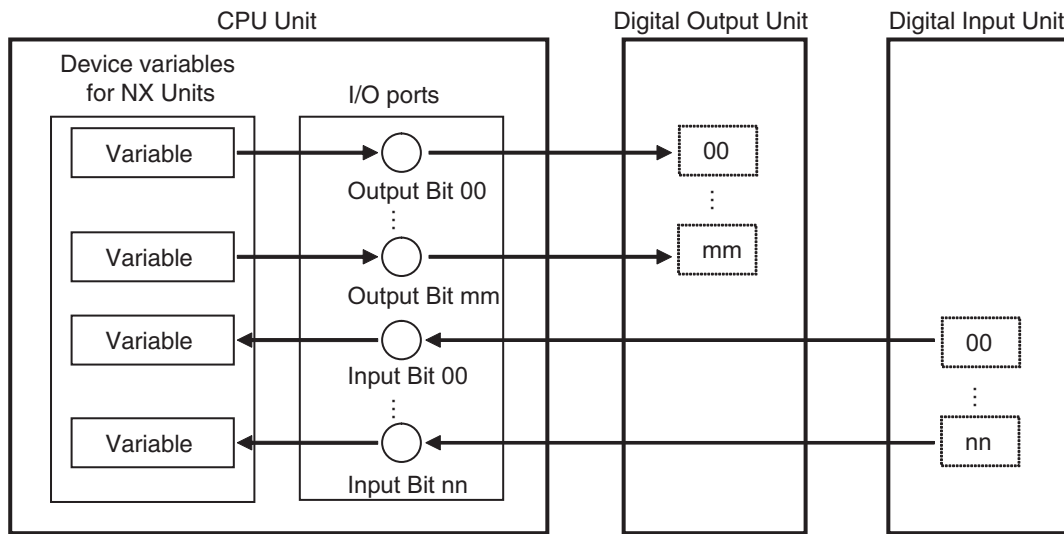 CPU Unit
Digital Output Unit
Digital Input Unit
Device variables
for NX Units
I/O ports
Variable
Output Bit 00
00
⋮
⋮
Variable
Output Bit mm
mm
Variable
Input Bit 00
00
⋮
⋮
Variable
Input Bit nn
nn